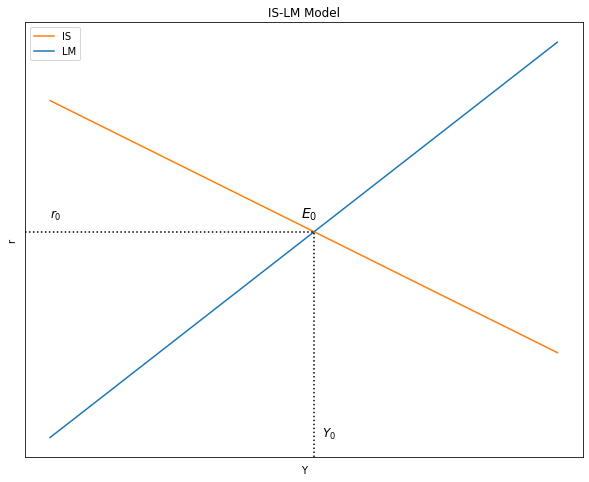 IS-LM Model
IS
LM
r₀
E₀
r
Y₀
Y